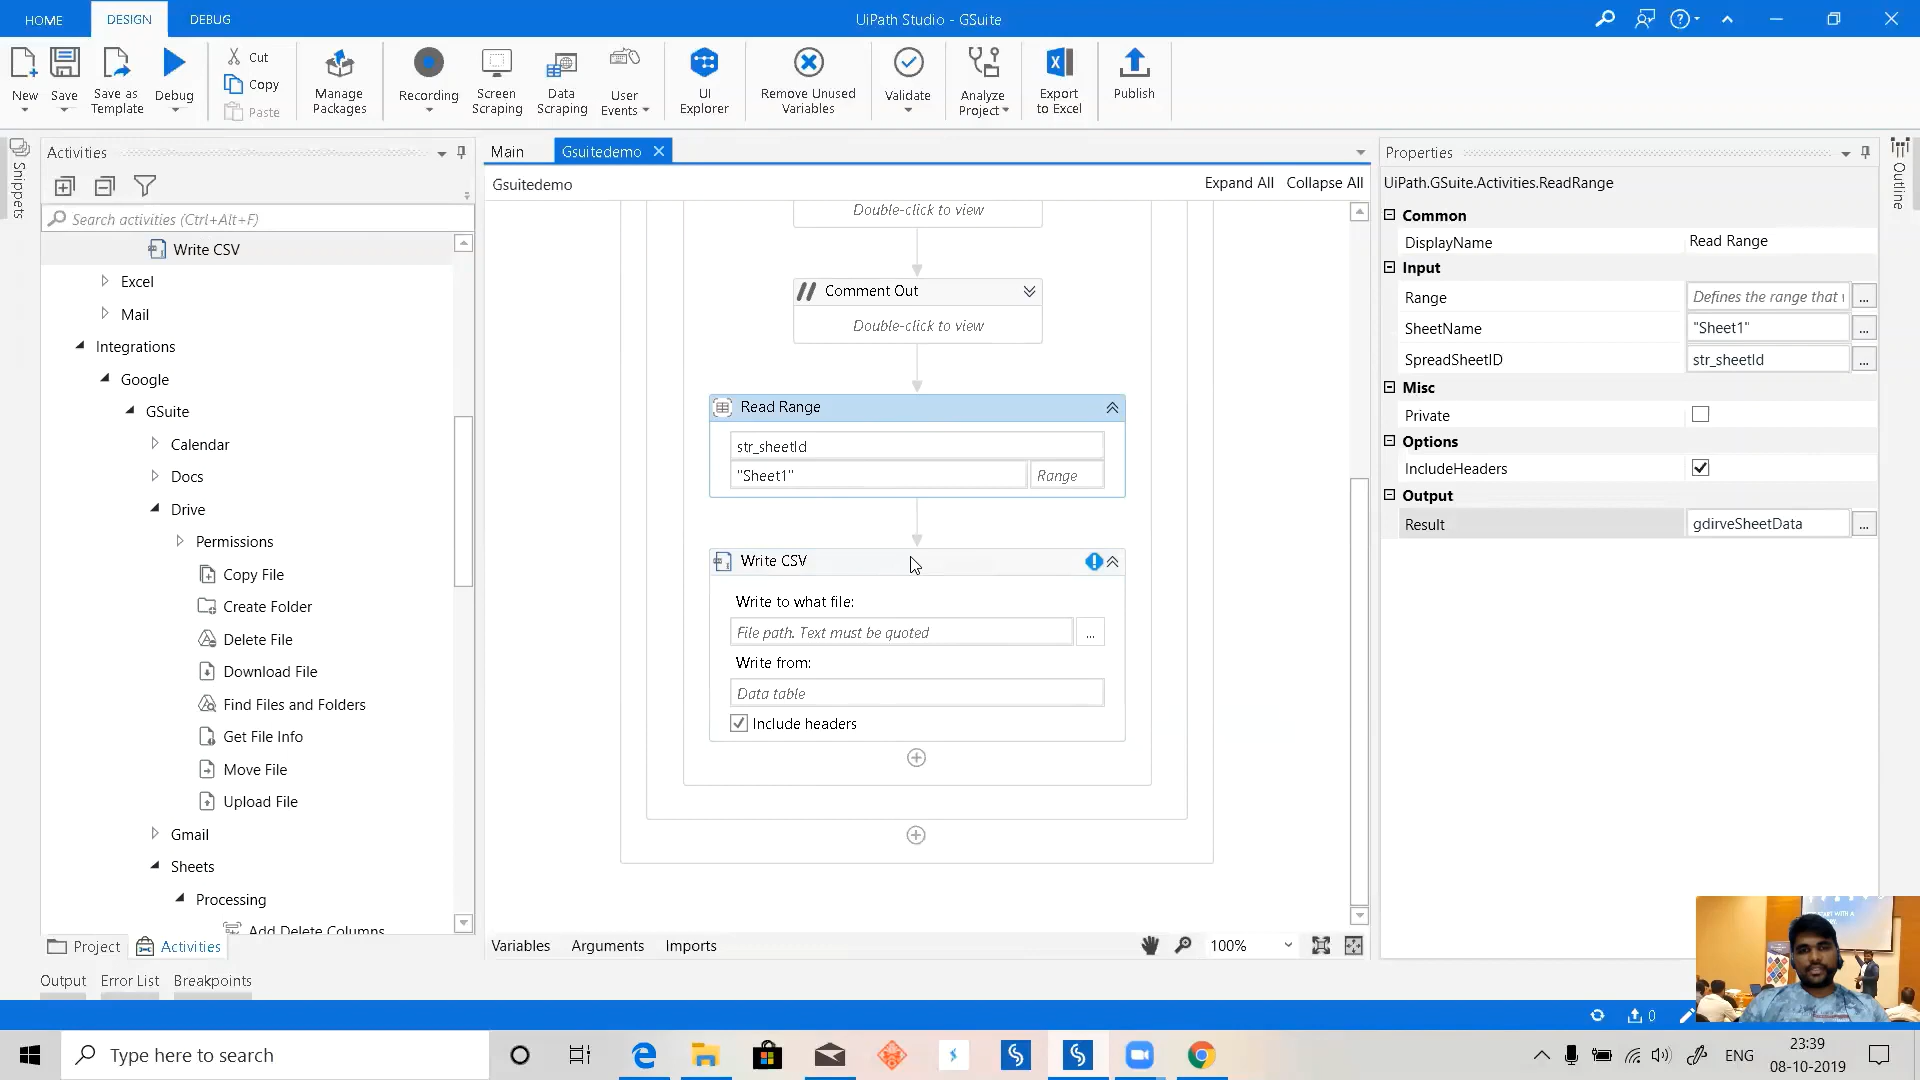 HOME
DESIGN
DEBUG
UiPath Studio - GSuite
New
Save
Save as
Template
Debug
Cut
Copy
Paste
Manage
Packages
Recording
Screen
Scraping
Data
Scraping
User
Events
UI
Explorer
Remove Unused
Variables
Validate
Analyze
Project
Export
to Excel
Publish
Snippets
Activities
Search activities (Ctrl+Alt+F)
Write CSV
Excel
Mail
Integrations
Google
GSuite
Calendar
Docs
Drive
Permissions
Copy File
Create Folder
Delete File
Download File
Find Files and Folders
Get File Info
Move File
Upload File
Gmail
Sheets
Processing
Add Delete Columns
Project
Activities
Main
Gsuitedemo
Gsuitedemo
Expand All
Collapse All
Double-click to view
Comment Out
Double-click to view
Read Range
str_sheetId
"Sheet1"
Range
Write CSV
Write to what file:
File path. Text must be quoted
...
Write from:
Data table
Include headers
Variables
Arguments
Imports
100%
Properties
UiPath.GSuite.Activities.ReadRange
Common
DisplayName
Read Range
Input
Range
Defines the range that
...
SheetName
"Sheet1"
...
SpreadSheetID
str_sheetId
...
Misc
Private
Options
IncludeHeaders
Output
Result
gdirveSheetData
...
Outline
Output
Error List
Breakpoints
0
START WITH A
Type here to search
ENG
23:39
08-10-2019